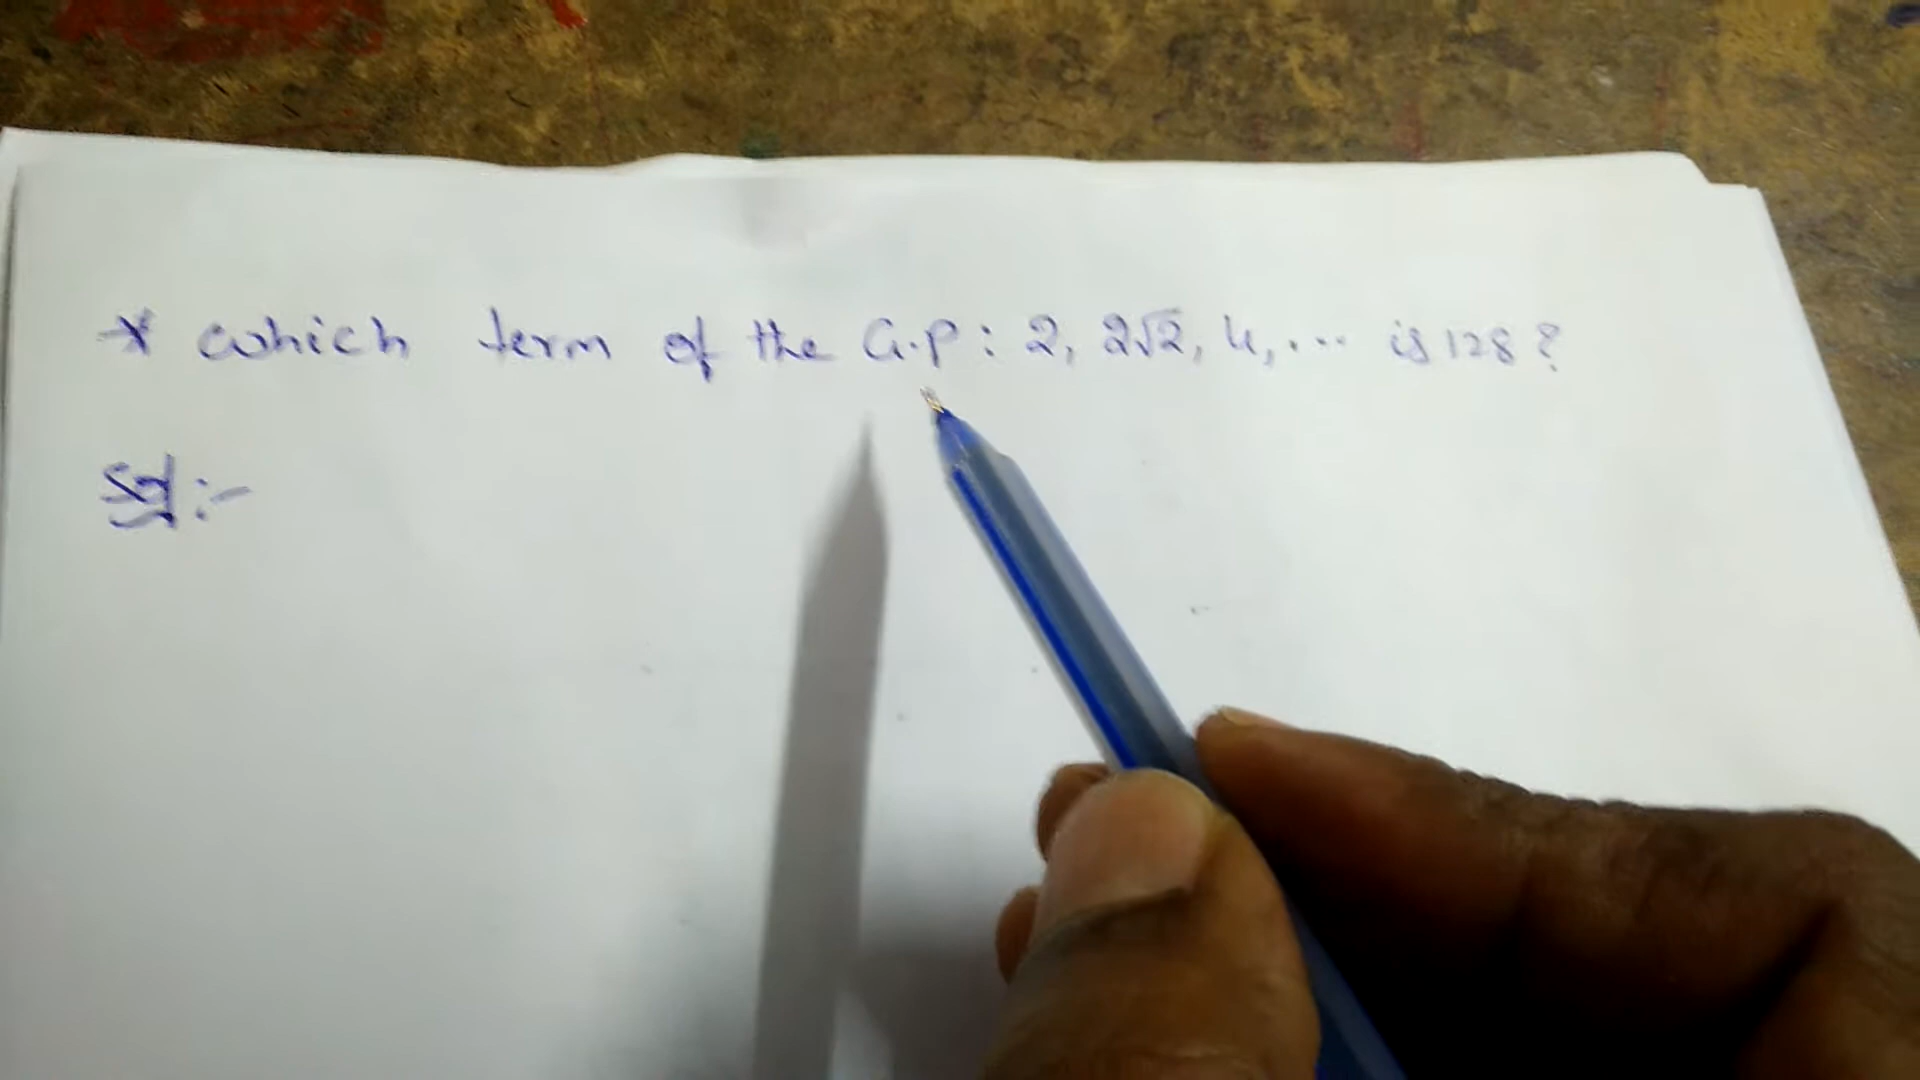 * which term of the G.P: 2, 2√2, 4,... is 128?
Sol:-